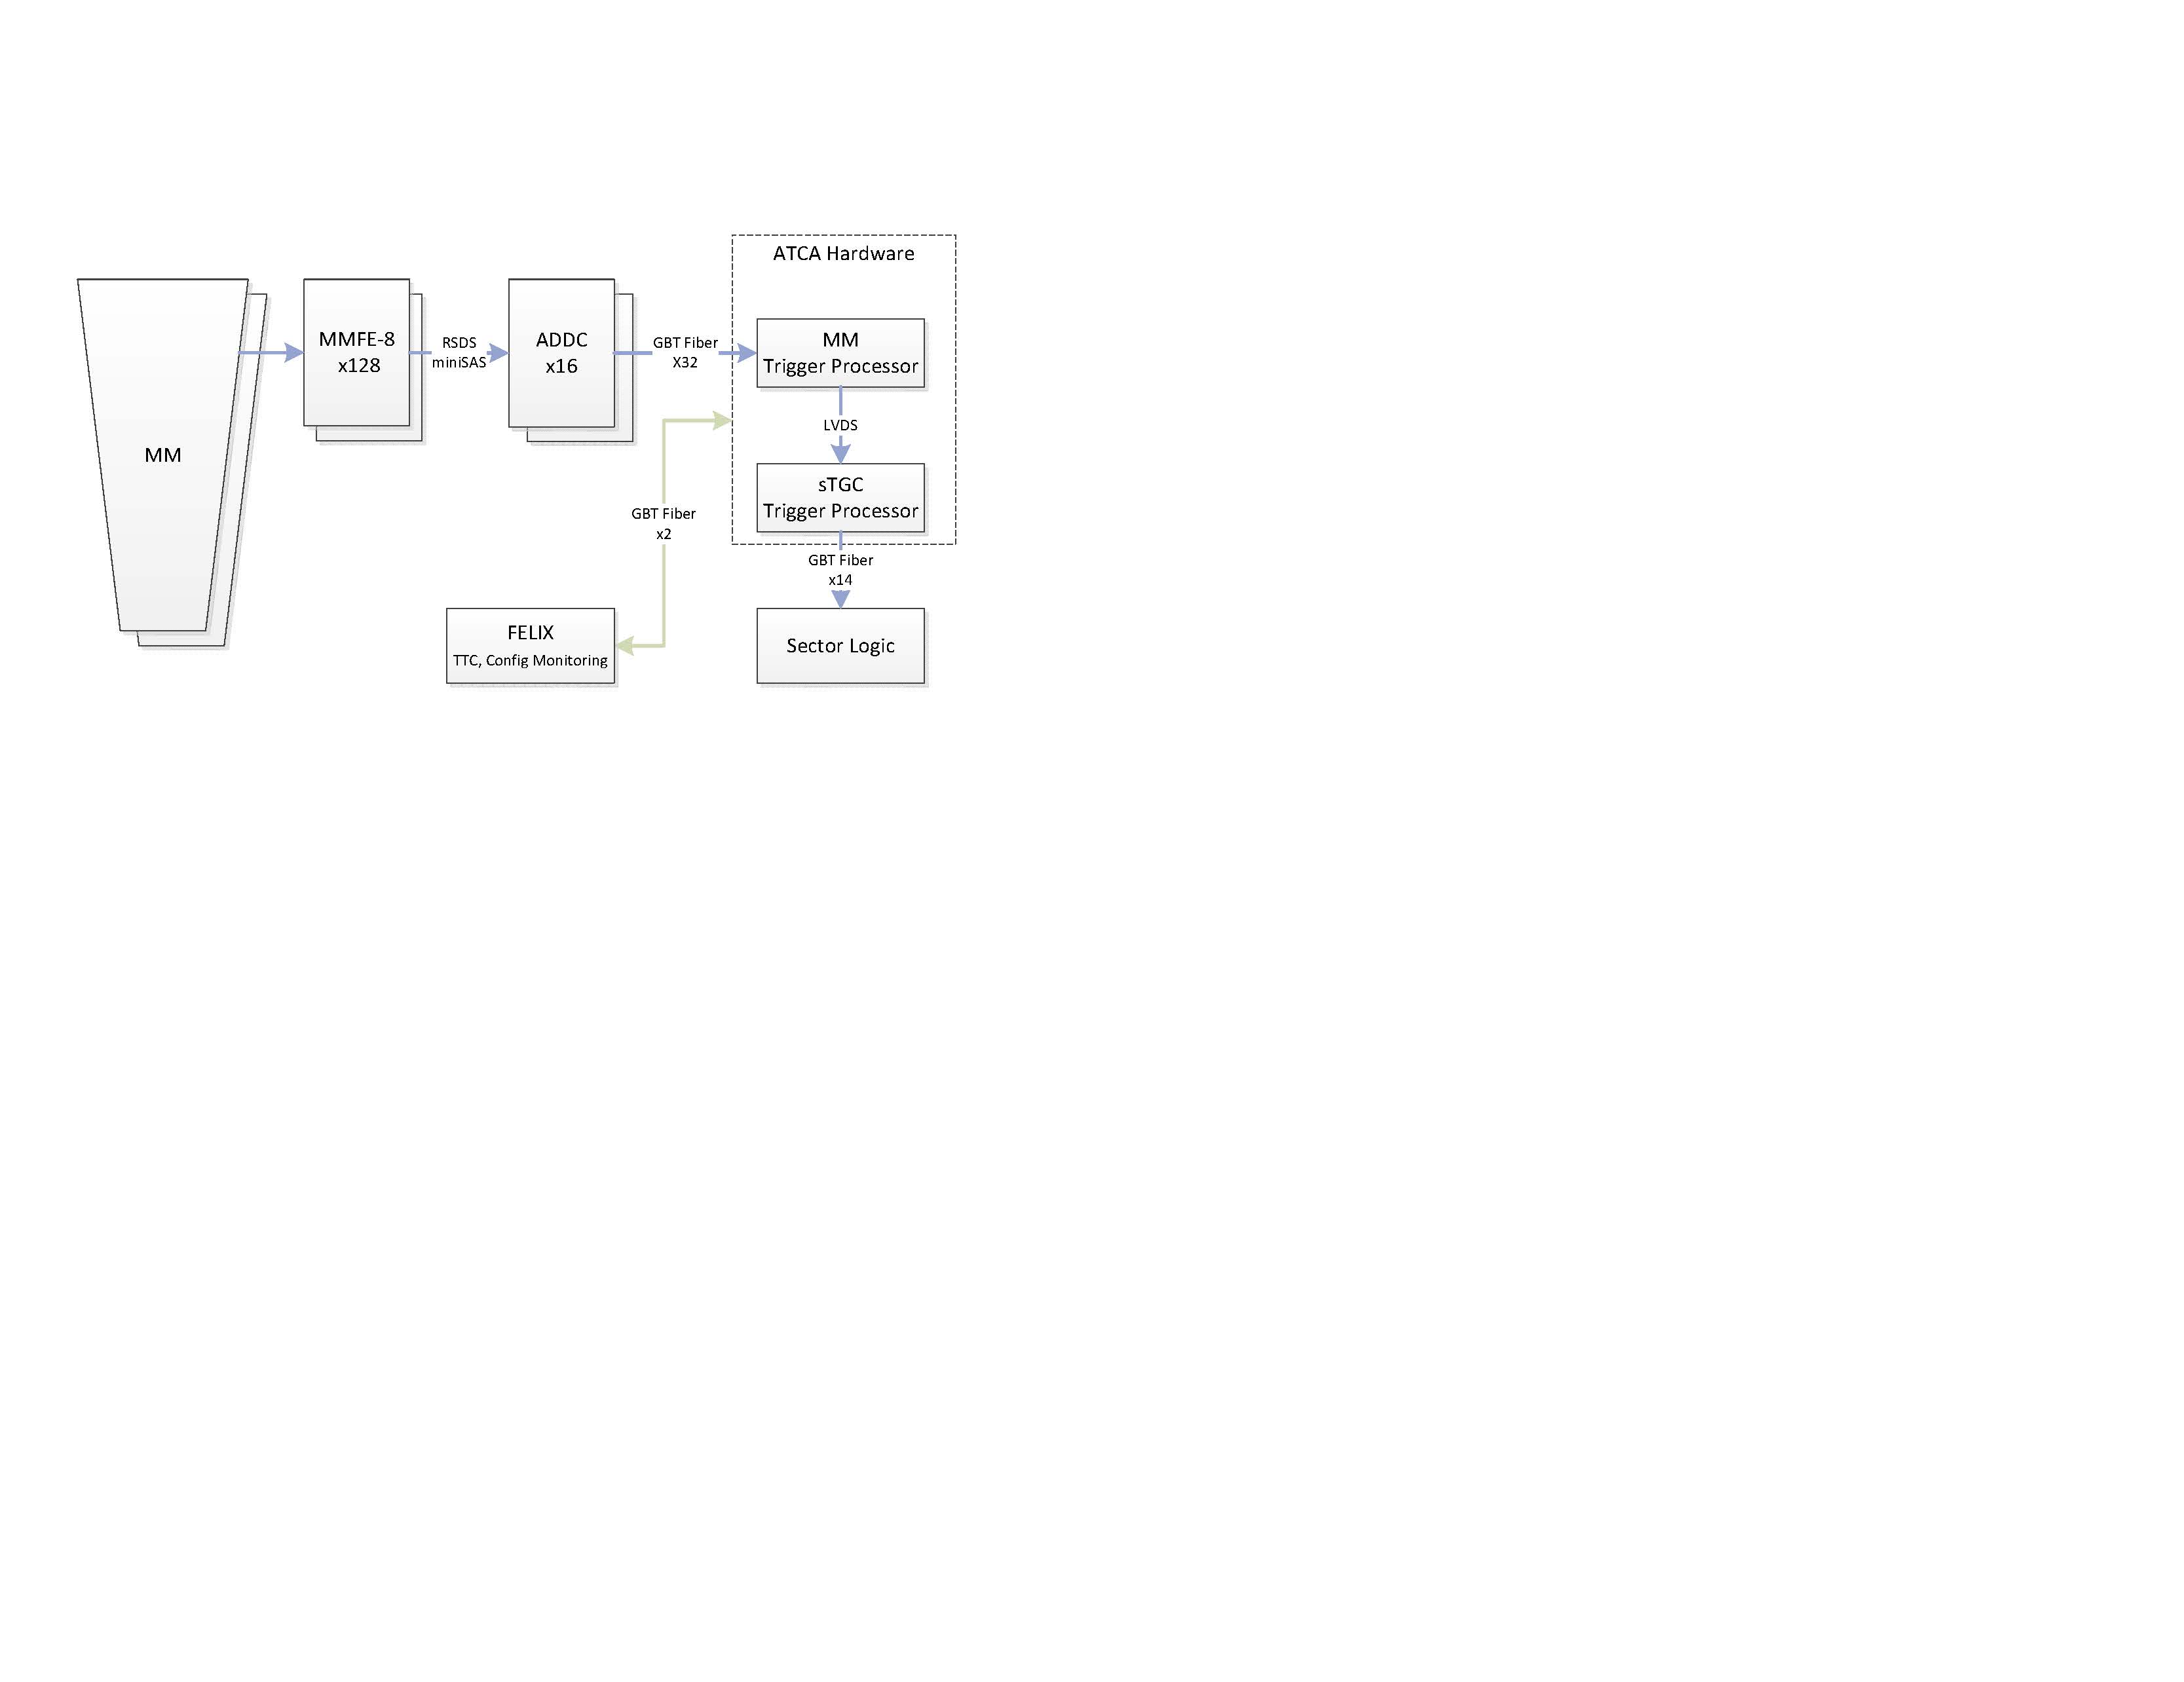 ATCA Hardware
MM
MMFE-8
x128
RSDS
miniSAS
ADDC
x16
GBT Fiber
X32
MM
Trigger Processor
LVDS
sTGC
Trigger Processor
GBT Fiber
x2
GBT Fiber
x14
FELIX
TTC, Config Monitoring
Sector Logic